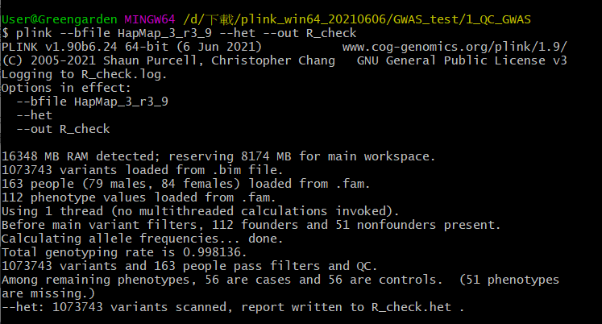 User@Greengarden MINGW64 /d/下載/plink_win64_20210606/GWAS_test/1_QC_GWAS
$ plink --bfile HapMap_3_r3_9 --het --out R_check
PLINK v1.90b6.24 64-bit (6 Jun 2021)           www.cog-genomics.org/plink/1.9/
(C) 2005-2021 Shaun Purcell, Christopher Chang   GNU General Public License v3
Logging to R_check.log.
Options in effect:
  --bfile HapMap_3_r3_9
  --het
  --out R_check

16348 MB RAM detected; reserving 8174 MB for main workspace.
1073743 variants loaded from .bim file.
163 people (79 males, 84 females) loaded from .fam.
112 phenotype values loaded from .fam.
Using 1 thread (no multithreaded calculations invoked).
Before main variant filters, 112 founders and 51 nonfounders present.
Calculating allele frequencies... done.
Total genotyping rate is 0.998136.
1073743 variants and 163 people pass filters and QC.
Among remaining phenotypes, 56 are cases and 56 are controls.  (51 phenotypes
are missing.)
--het: 1073743 variants scanned, report written to R_check.het .